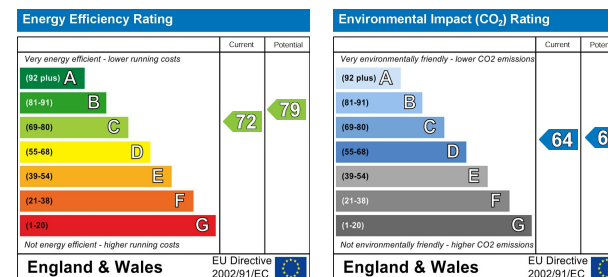 Energy Efficiency Rating
Current Potential
Very energy efficient - lower running costs
(92 plus) A
(81-91) B
(69-80) C
(55-68) D
(39-54) E
(21-38) F
(1-20) G
72
79
Not energy efficient - higher running costs
England & Wales
EU Directive
2002/91/EC
Environmental Impact (CO2) Rating
Current
Very environmentally friendly - lower CO2 emissions
(92 plus) A
(81-91) B
(69-80) C
(55-68) D
(39-54) E
(21-38) F
(1-20) G
64
Not environmentally friendly - higher CO2 emissions
England & Wales
EU Directive
2002/91/EC